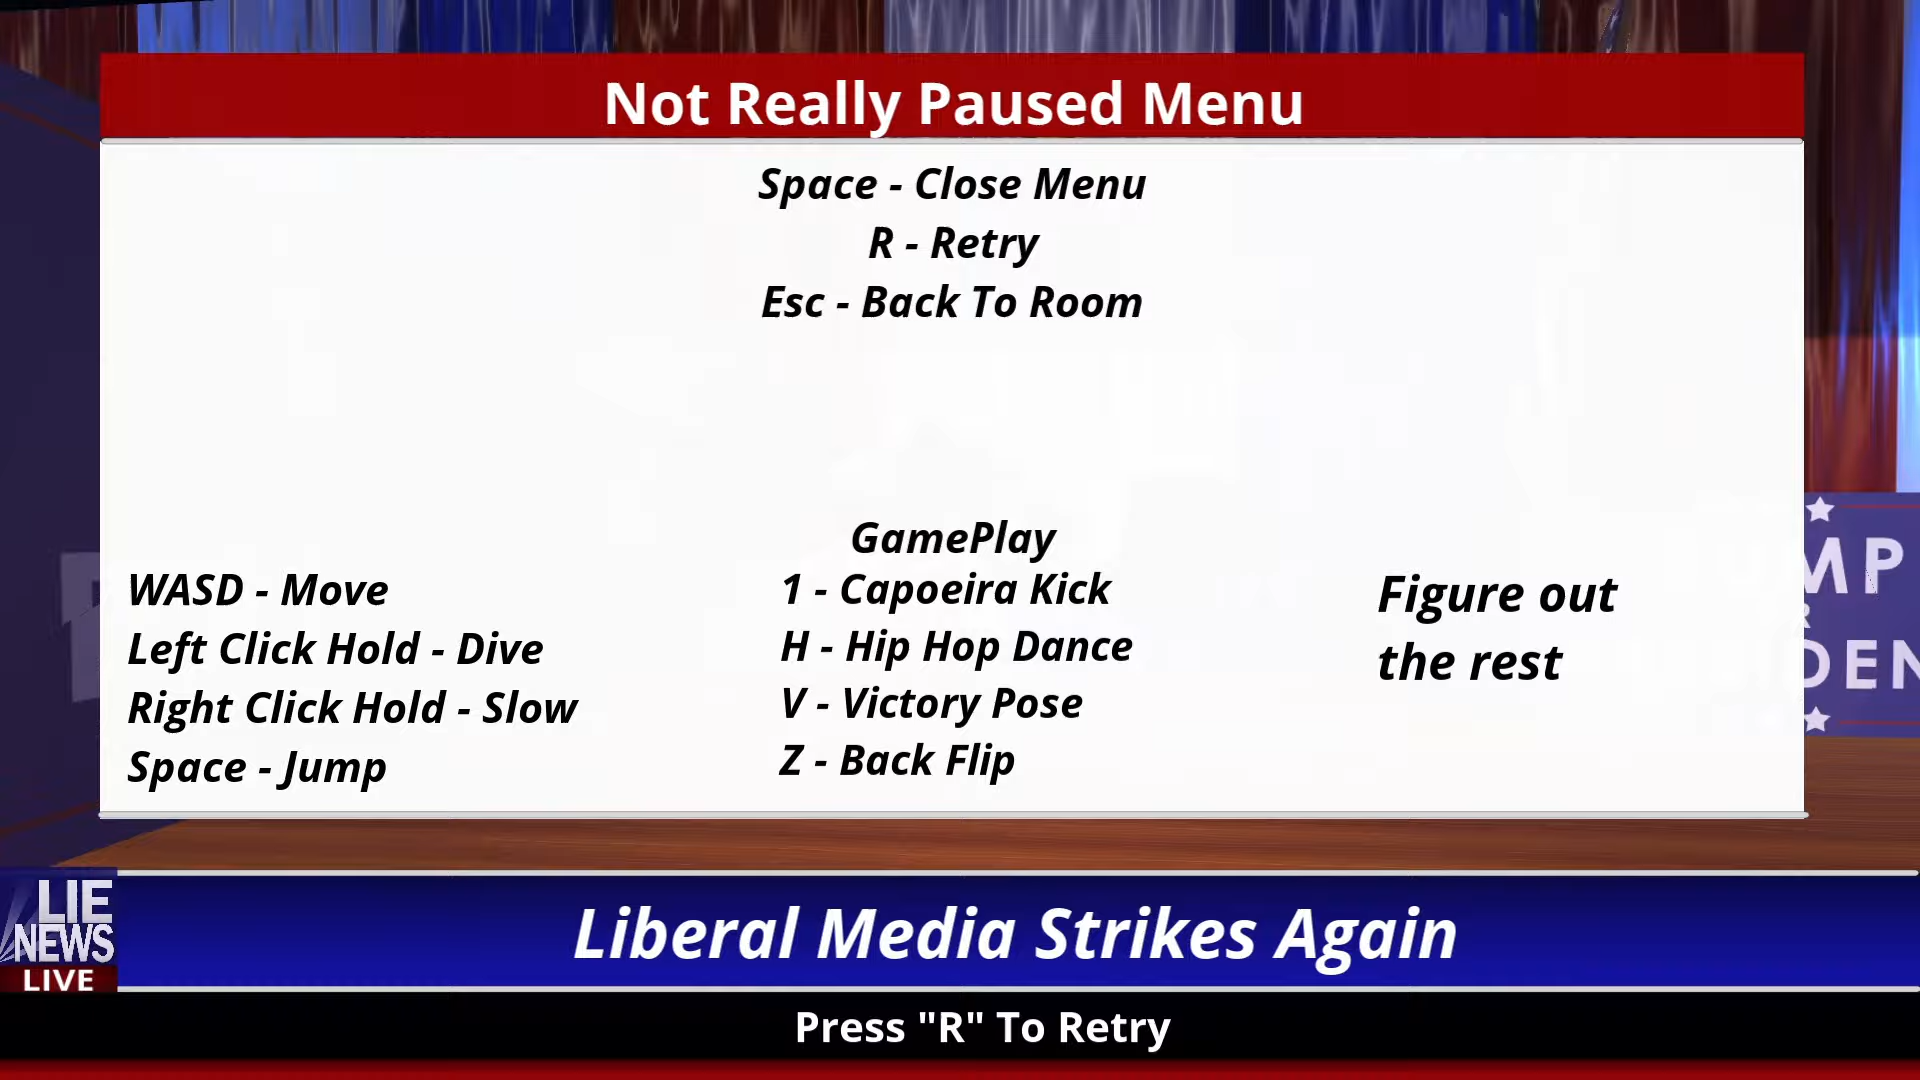 Not Really Paused Menu
Space - Close Menu
R - Retry
Esc - Back To Room
GamePlay
WASD - Move
Left Click Hold - Dive
Right Click Hold - Slow
Space - Jump
1 - Capoeira Kick
H - Hip Hop Dance
V - Victory Pose
Z - Back Flip
Figure out
the rest
UMP
R
IDEN
LIE
NEWS
LIVE
Liberal Media Strikes Again
Press "R" To Retry